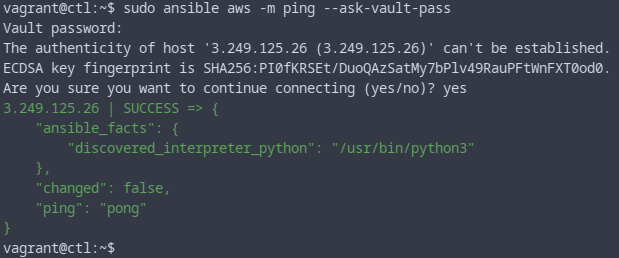 vagrant@ctl:~$ sudo ansible aws -m ping --ask-vault-pass
Vault password:
The authenticity of host '3.249.125.26 (3.249.125.26)' can't be established.
ECDSA key fingerprint is SHA256:PI0fKRSEt/DuoQAzSatMy7bPlv49RauPFtWnFXT0od0.
Are you sure you want to continue connecting (yes/no)? yes
3.249.125.26 | SUCCESS => {
    "ansible_facts": {
        "discovered_interpreter_python": "/usr/bin/python3"
    },
    "changed": false,
    "ping": "pong"
}
vagrant@ctl:~$